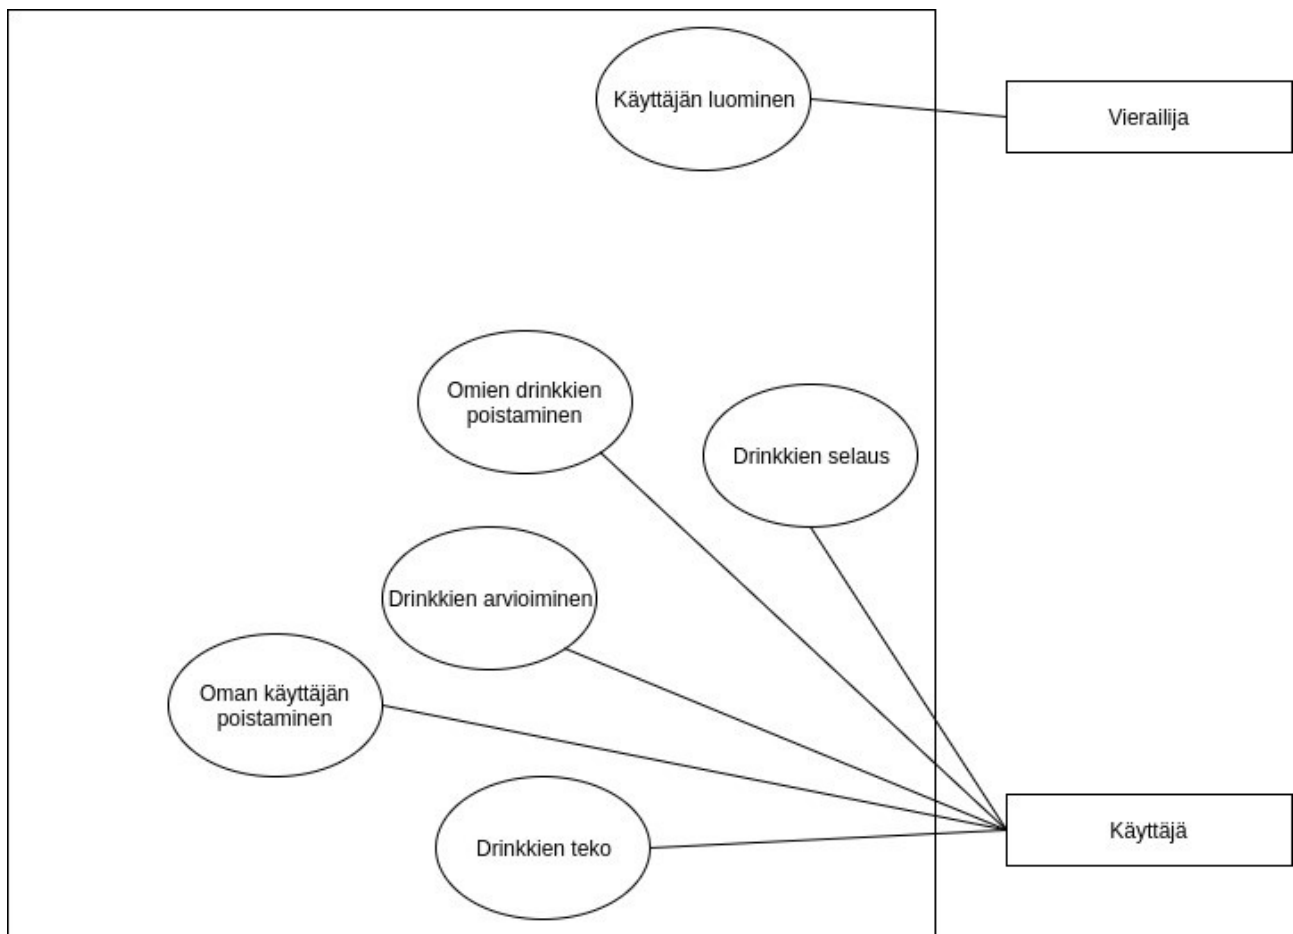 Käyttäjän luominen
Vierailija
Omien drinkkien
poistaminen
Drinkkien selaus
Drinkkien arvioiminen
Oman käyttäjän
poistaminen
Drinkkien teko
Käyttäjä